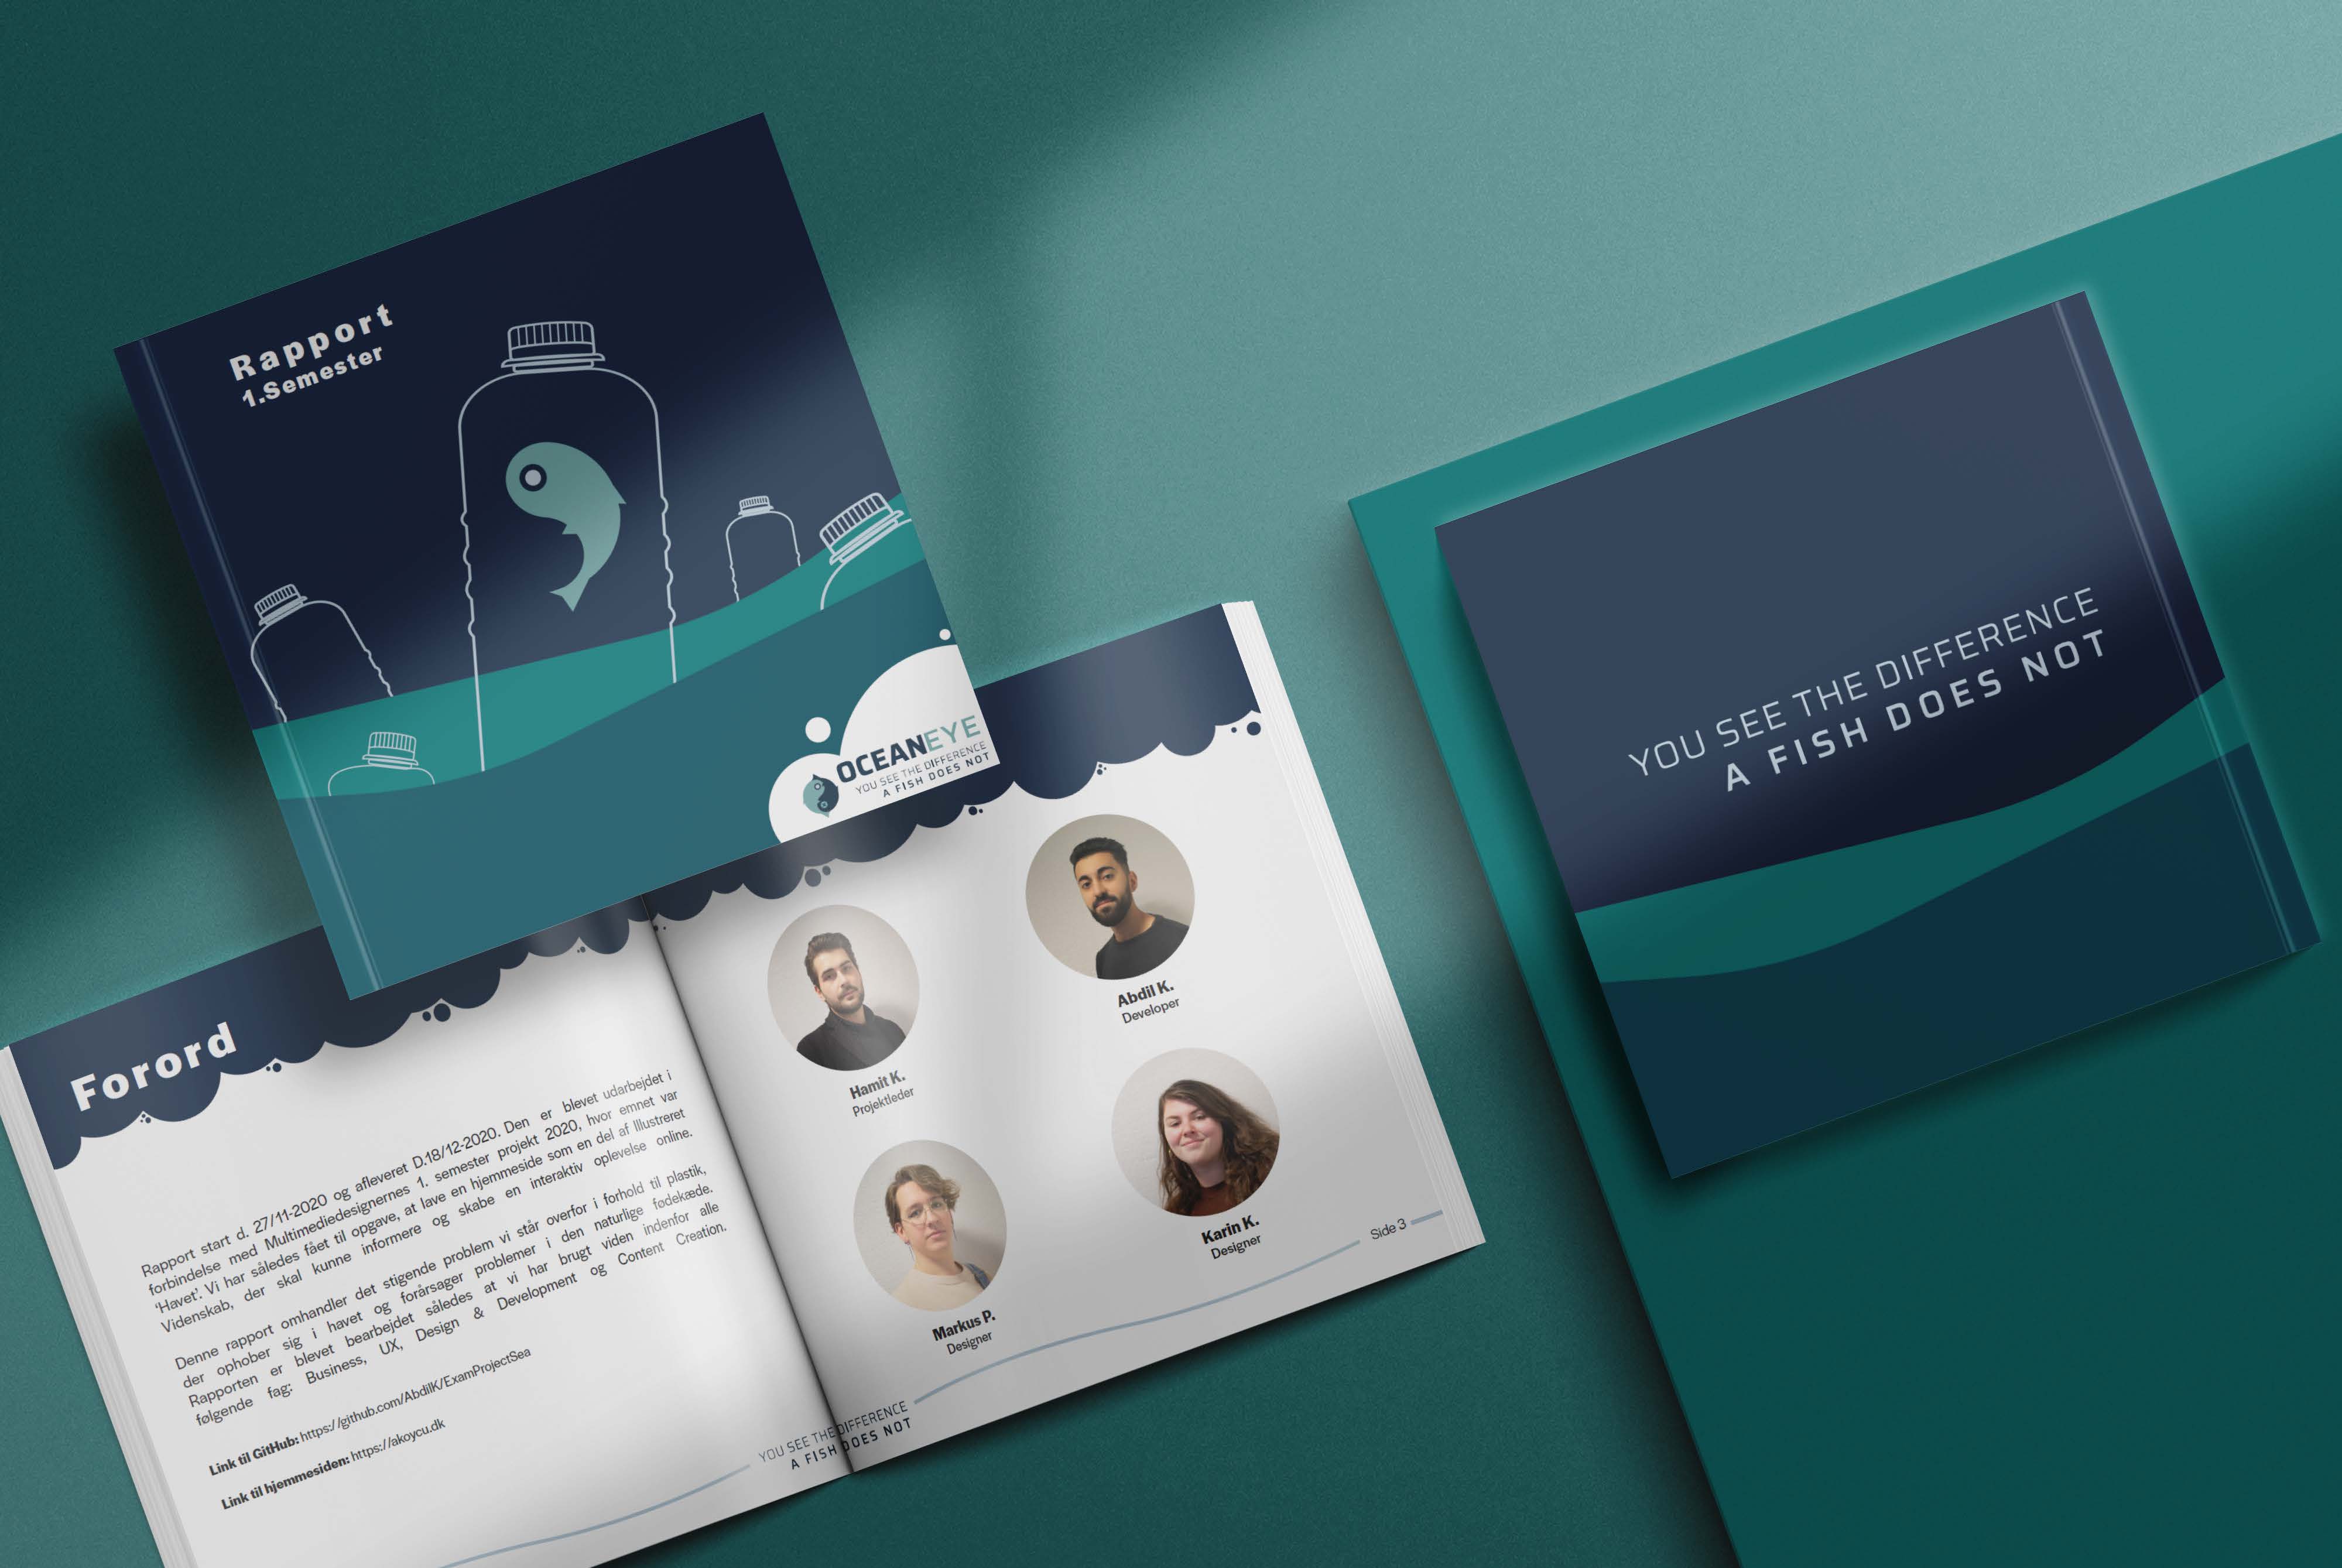 Rapport
1.Semester
OCEANEYE
YOU SEE THE DIFFERENCE
A FISH DOES NOT
YOU SEE THE DIFFERENCE
A FISH DOES NOT
Forord
Rapport start d. 27/11-2020 og afleveret D.18/12-2020. Den er blevet udarbejdet i
forbindelse med Multimediedesignernes 1. semester projekt 2020, hvor emnet var
'Havet'. Vi har således fået til opgave, at lave en hjemmeside som en del af Illustreret
Videnskab, der skal kunne informere og skabe en interaktiv oplevelse online.
Denne rapport omhandler det stigende problem vi står overfor i forhold til plastik,
der ophober sig i havet og forårsager problemer i den naturlige fødekæde.
Rapporten er blevet bearbejdet således at vi har brugt viden indenfor alle
følgende fag: Business, UX, Design & Development og Content Creation.
Link til GitHub: https://github.com/AbdilK/ExamProjectSea
Link til hjemmesiden: https://akoycu.dk
Hamit K.
Projektleder
Abdil K.
Developer
Markus P.
Designer
Karin K.
Designer
Side 3
YOU SEE THE DIFFERENCE
A FISH DOES NOT